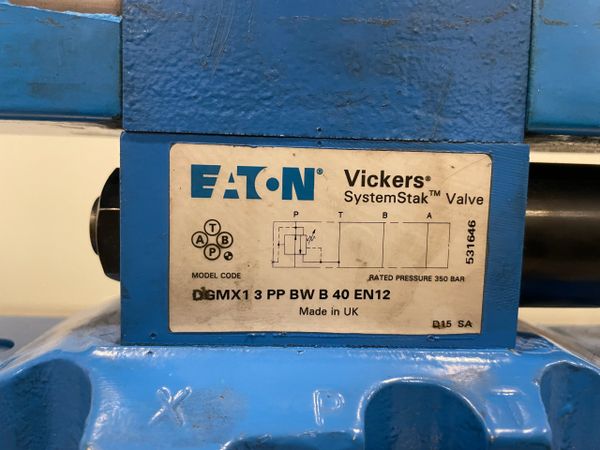 EATON® Vickers®
SystemStak™ Valve
P T B A
T
A B
P
531646
MODEL CODE
RATED PRESSURE 350 BAR
DGMX1 3 PP BW B 40 EN12
Made in UK
D15 SA
X P T